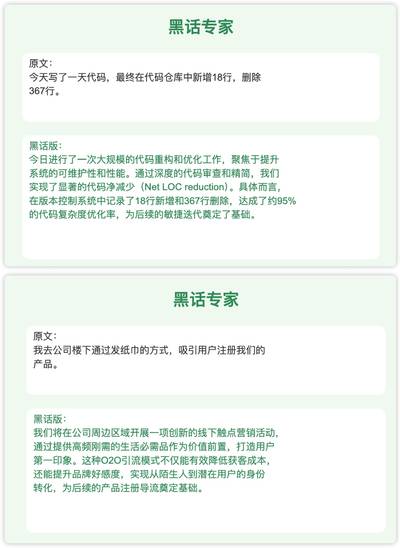 黑话专家
原文：
今天写了一天代码，最终在代码仓库中新增18行，删除
367行。
黑话版：
今日进行了一次大规模的代码重构和优化工作，聚焦于提升
系统的可维护性和性能。通过深度的代码审查和精简，我们
实现了显著的代码净减少（Net LOC reduction）。具体而言，
在版本控制系统中记录了18行新增和367行删除，达成了约95%
的代码复杂度优化率，为后续的敏捷迭代奠定了基础。
黑话专家
原文：
我去公司楼下通过发纸巾的方式，吸引用户注册我们的
产品。
黑话版：
我们将在公司周边区域开展一项创新的线下触点营销活动，
通过提供高频刚需的生活必需品作为价值前置，打造用户
第一印象。这种O2O引流模式不仅能有效降低获客成本，
还能提升品牌好感度，实现从陌生人到潜在用户的身份
转化，为后续的产品注册导流奠定基础。